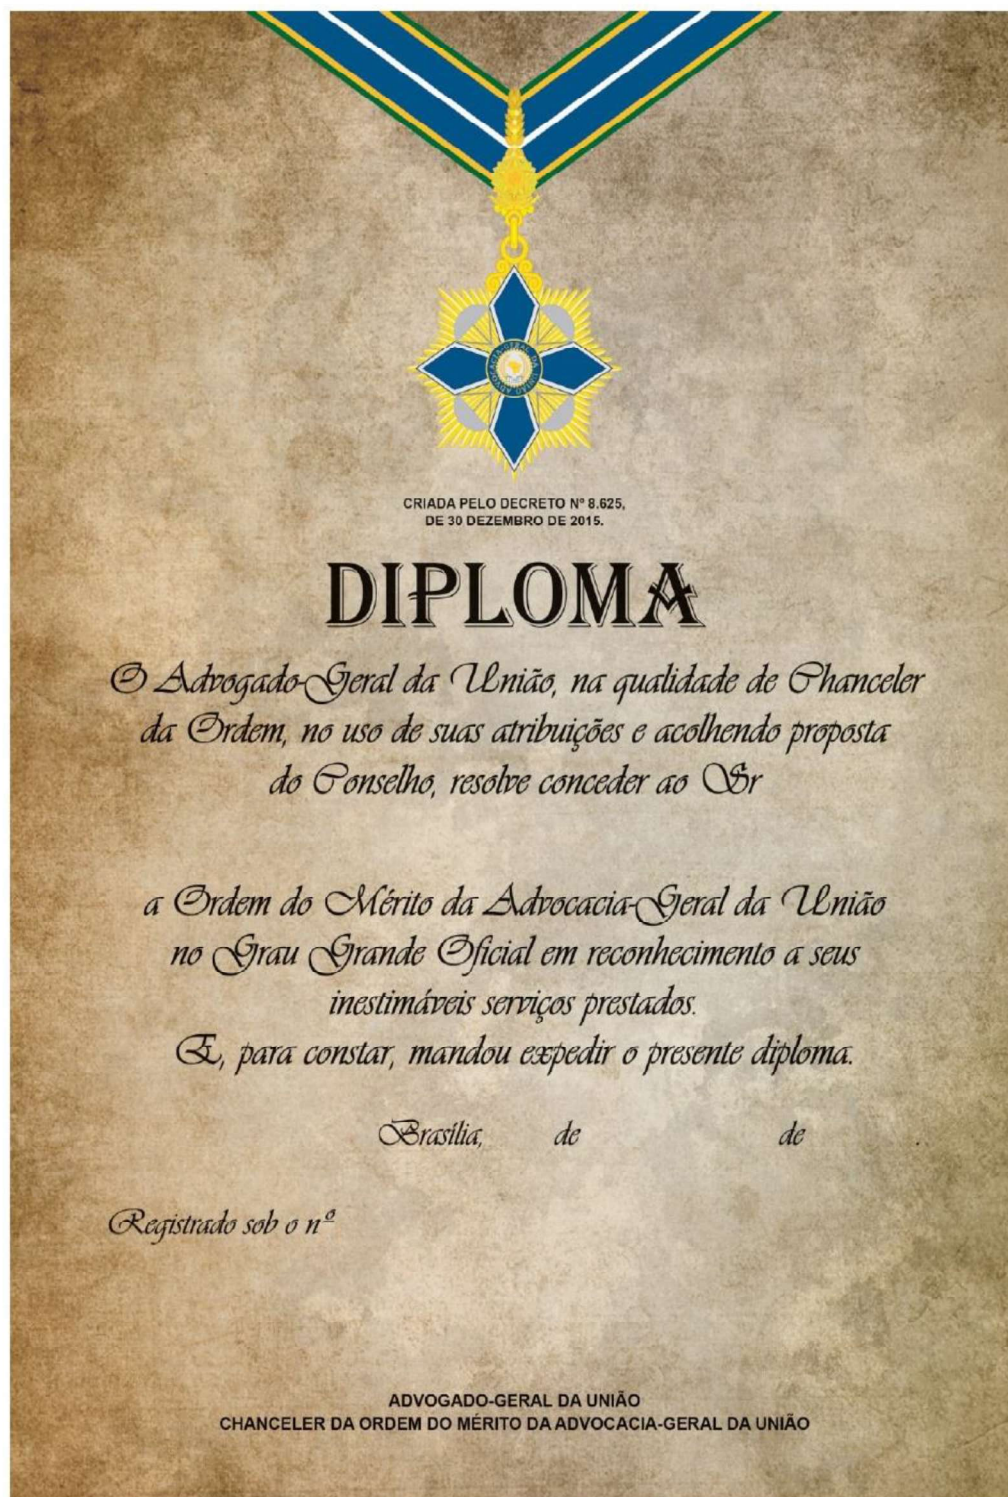 ADVOCACIA-GERAL DA UNIÃO
CRIADA PELO DECRETO Nº 8.625,
DE 30 DEZEMBRO DE 2015.
DIPLOMA
O Advogado-Geral da União, na qualidade de Chanceler
da Ordem, no uso de suas atribuições e acolhendo proposta
do Conselho, resolve conceder ao Sr
a Ordem do Mérito da Advocacia-Geral da União
no Grau Grande Oficial em reconhecimento a seus
inestimáveis serviços prestados.
E, para constar, mandou expedir o presente diploma.
Brasília, de de .
Registrado sob o nº
ADVOGADO-GERAL DA UNIÃO
CHANCELER DA ORDEM DO MÉRITO DA ADVOCACIA-GERAL DA UNIÃO